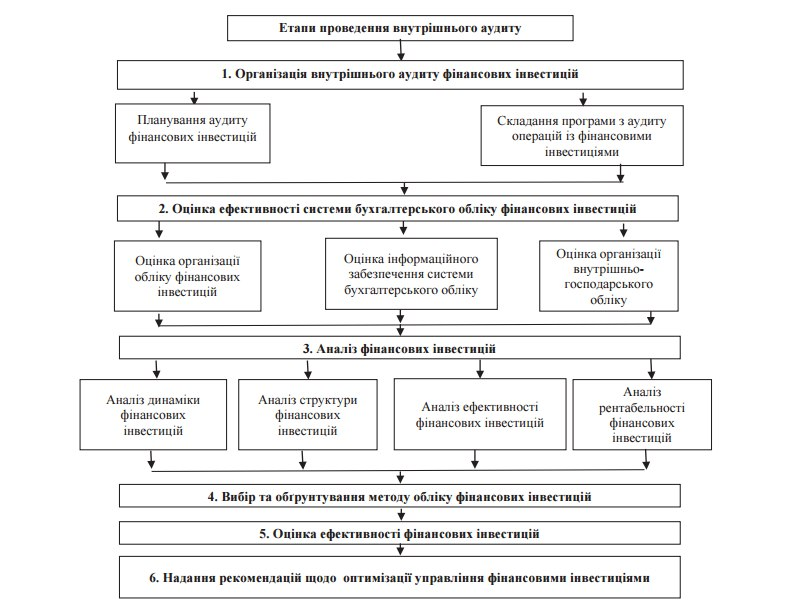 Етапи проведення внутрішнього аудиту
1. Організація внутрішнього аудиту фінансових інвестицій
Планування аудиту
фінансових інвестицій
Складання програми з аудиту
операцій із фінансовими
інвестиціями
2. Оцінка ефективності системи бухгалтерського обліку фінансових інвестицій
Оцінка організації
обліку фінансових
інвестицій
Оцінка інформаційного
забезпечення системи
бухгалтерського обліку
Оцінка організації
внутрішньо-
господарського
обліку
3. Аналіз фінансових інвестицій
Аналіз динаміки
фінансових
інвестицій
Аналіз структури
фінансових
інвестицій
Аналіз ефективності
фінансових інвестицій
Аналіз
рентабельності
фінансових
інвестицій
4. Вибір та обґрунтування методу обліку фінансових інвестицій
5. Оцінка ефективності фінансових інвестицій
6. Надання рекомендацій щодо оптимізації управління фінансовими інвестиціями